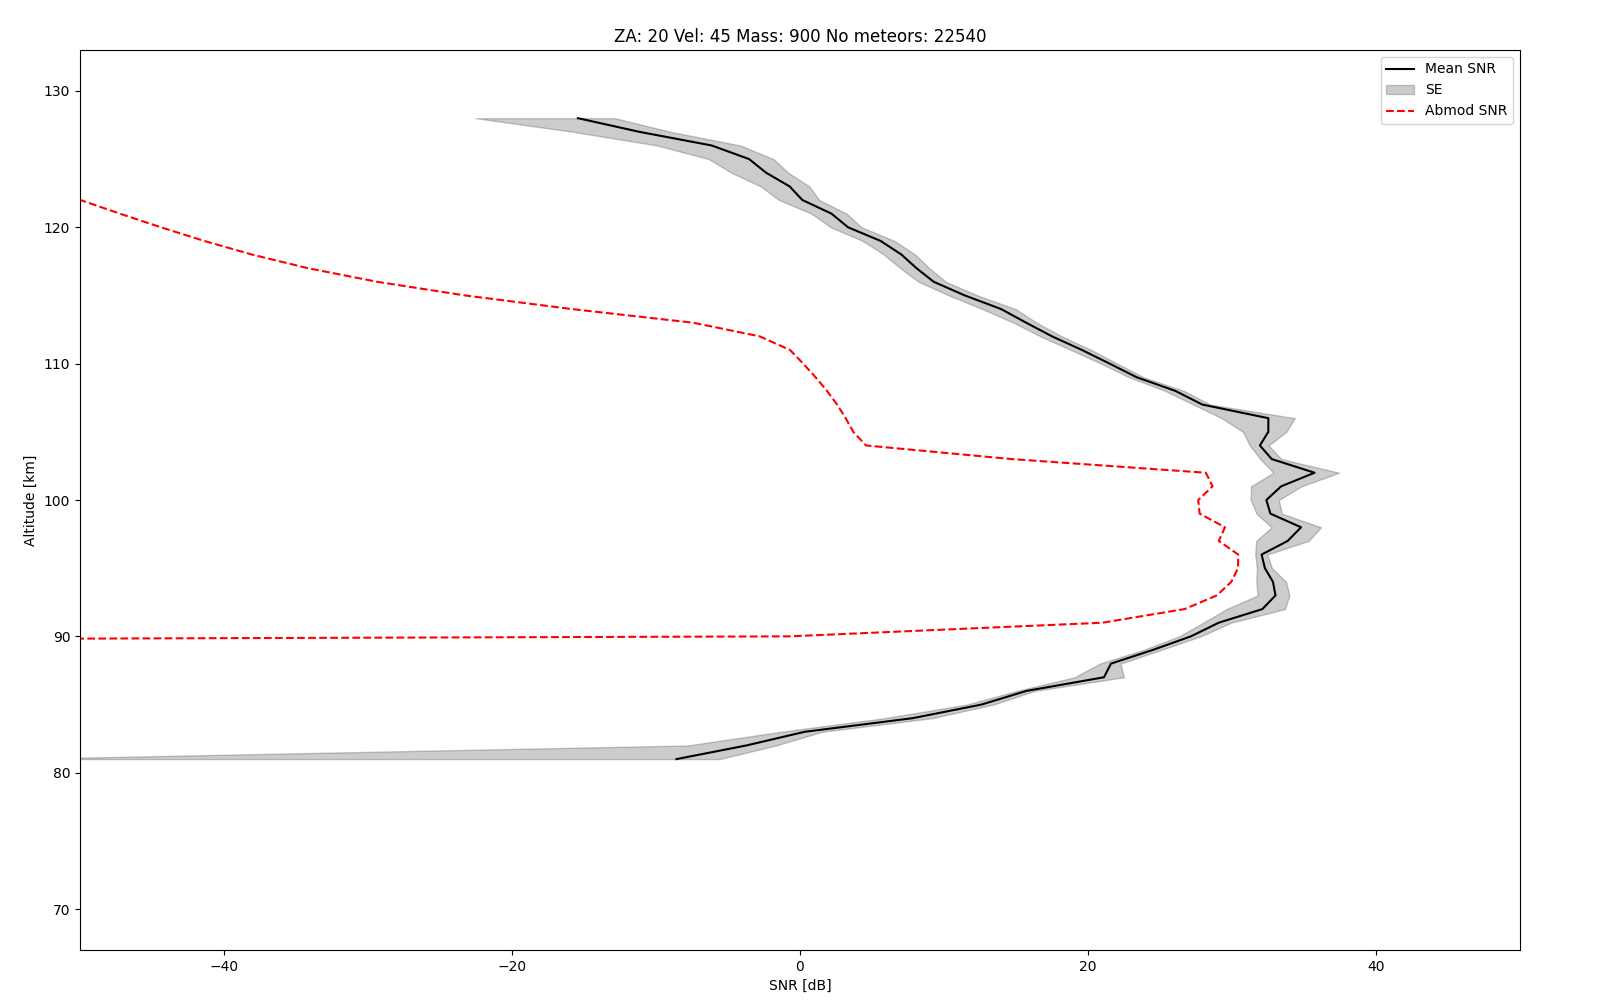 ZA: 20 Vel: 45 Mass: 900 No meteors: 22540
Mean SNR
SE
Abmod SNR
130
120
110
100
90
80
70
Altitude [km]
−40
−20
0
20
40
SNR [dB]